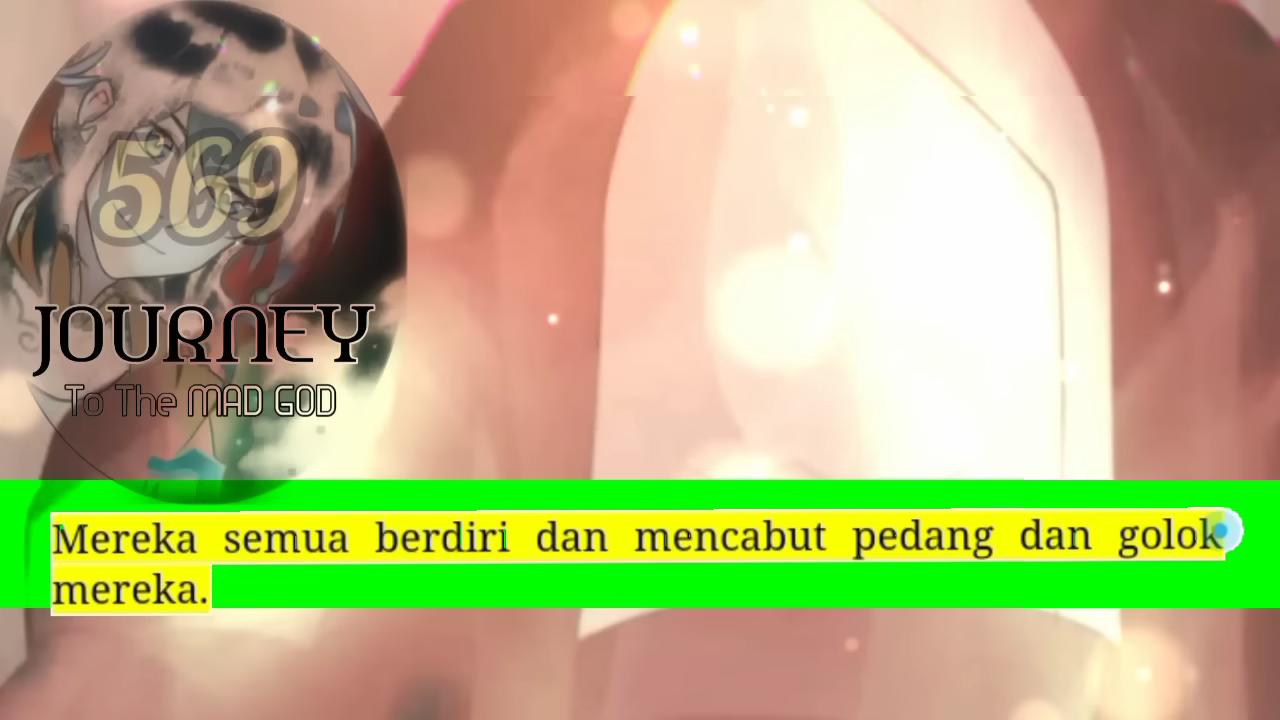 569
JOURNEY
To The MAD GOD
Mereka semua berdiri dan mencabut pedang dan golok
mereka.